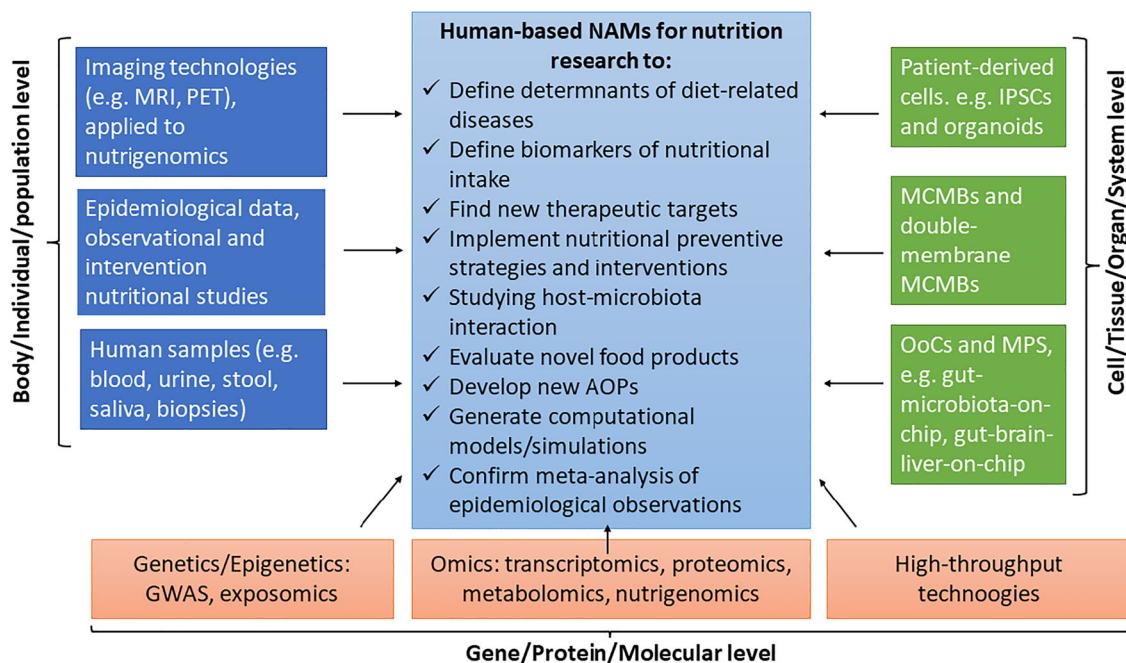 Body/Individual/population level
Imaging technologies
(e.g. MRI, PET),
applied to
nutrigenomics
Epidemiological data,
observational and
intervention
nutritional studies
Human samples (e.g.
blood, urine, stool,
saliva, biopsies)
Human-based NAMs for nutrition
research to:
✓ Define determnants of diet-related
diseases
✓ Define biomarkers of nutritional
intake
✓ Find new therapeutic targets
✓ Implement nutritional preventive
strategies and interventions
✓ Studying host-microbiota
interaction
✓ Evaluate novel food products
✓ Develop new AOPs
✓ Generate computational
models/simulations
✓ Confirm meta-analysis of
epidemiological observations
Patient-derived
cells. e.g. IPSCs
and organoids
MCMBs and
double-
membrane
MCMBs
OoCs and MPS,
e.g. gut-
microbiota-on-
chip, gut-brain-
liver-on-chip
Cell/Tissue/Organ/System level
Genetics/Epigenetics:
GWAS, exposomics
Omics: transcriptomics, proteomics,
metabolomics, nutrigenomics
High-throughput
technoogies
Gene/Protein/Molecular level